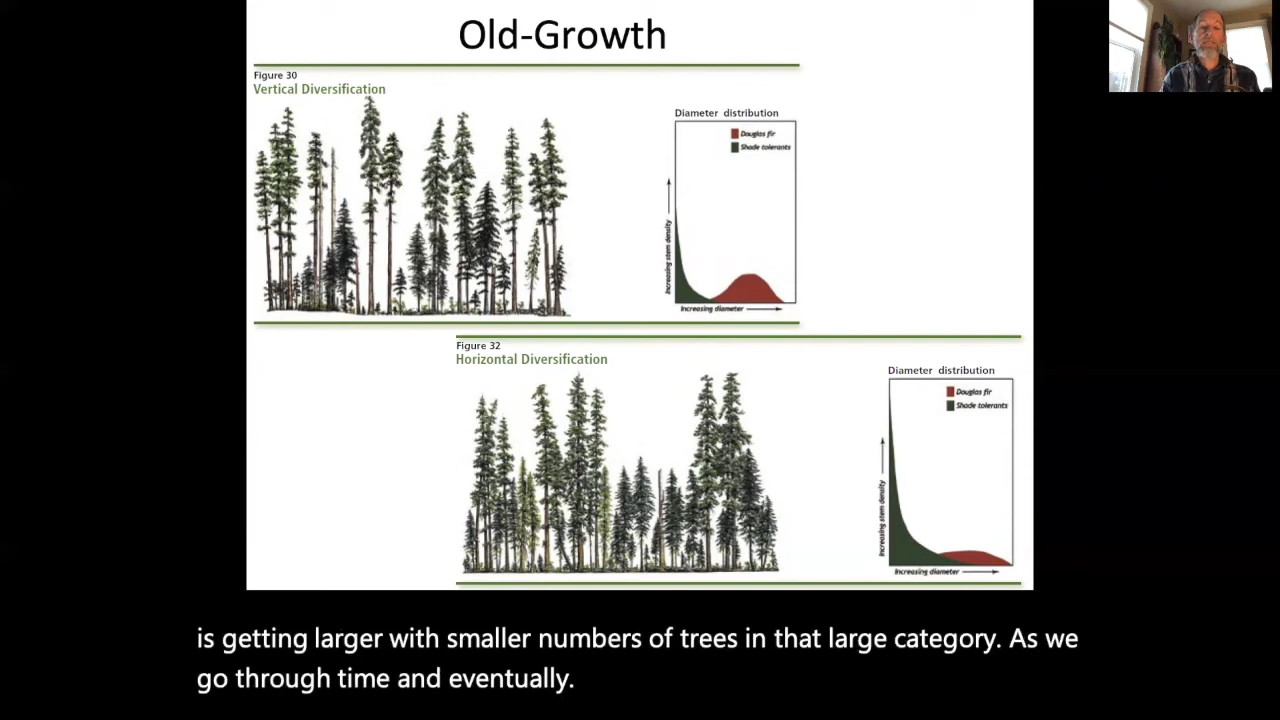 Old-Growth
Figure 30
Vertical Diversification
Diameter distribution
Douglas fir
Shade tolerants
Increasing stem density
Increasing diameter
Figure 32
Horizontal Diversification
Diameter distribution
Douglas fir
Shade tolerants
Increasing stem density
Increasing diameter
is getting larger with smaller numbers of trees in that large category. As we
go through time and eventually.